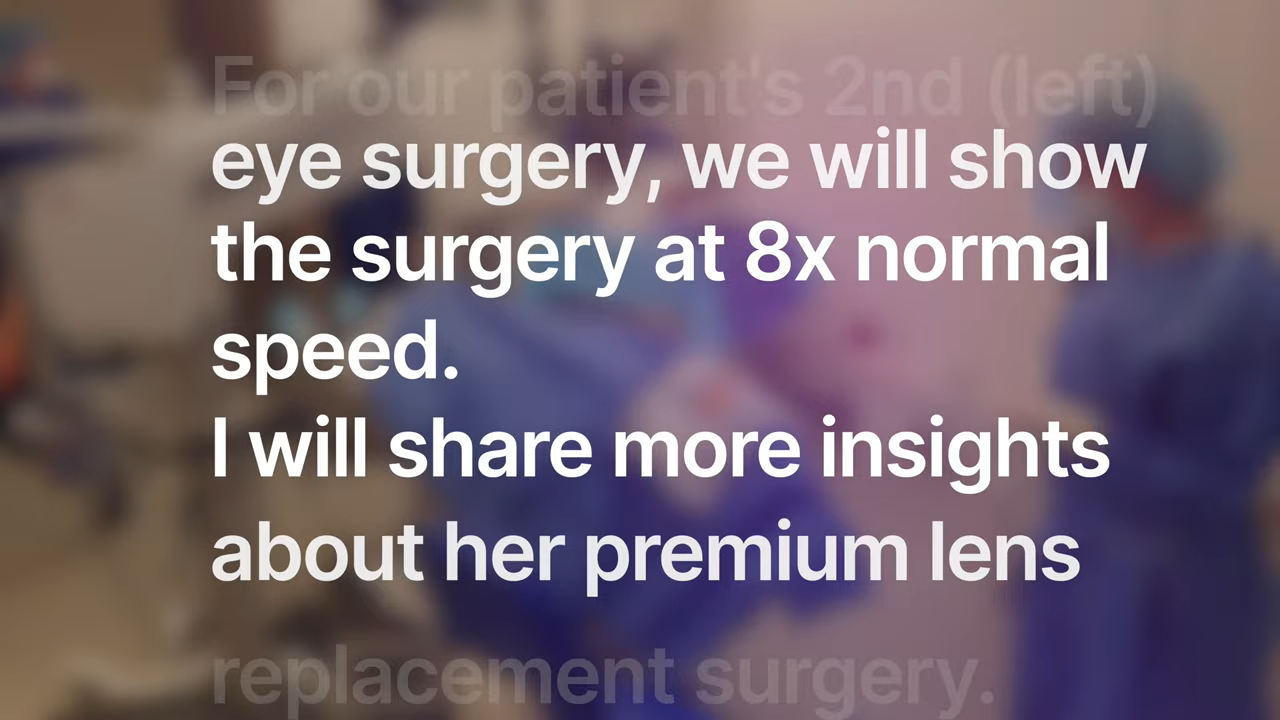 For our patient's 2nd (left)
eye surgery, we will show
the surgery at 8x normal
speed.
I will share more insights
about her premium lens
replacement surgery.